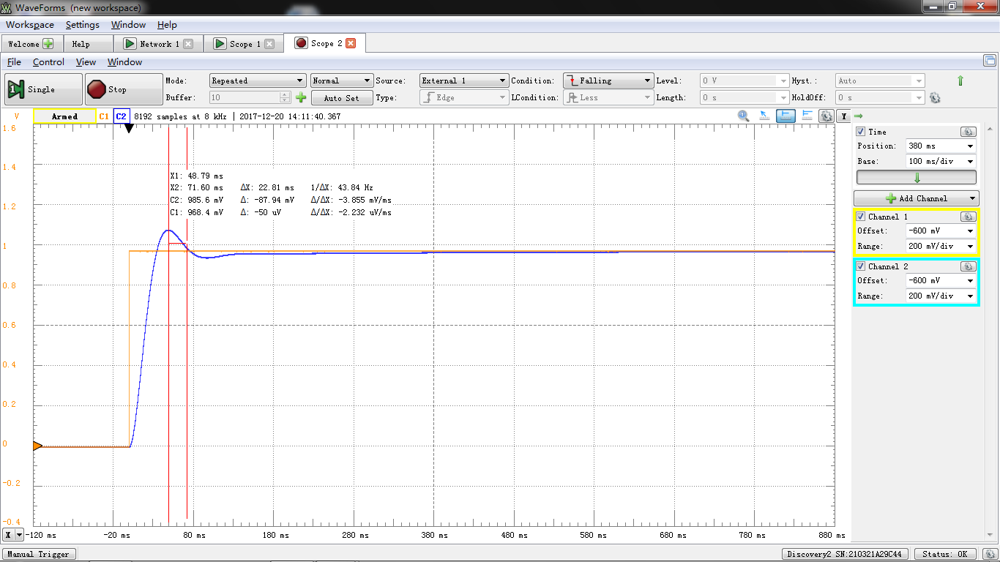 WaveForms (new workspace)
Workspace Settings Window Help
Welcome Help Network 1 Scope 1 Scope 2
File Control View Window
Single Stop Mode: Repeated Normal Source: External 1 Condition: Falling Level: 0 V Hyst.: Auto
Buffer: 10 Auto Set Type: Edge LCondition: Less Length: 0 s HoldOff: 0 s
V Armed C1 C2 8192 samples at 8 kHz | 2017-12-20 14:11:40.367 Y
1.6
1.4
1.2
1
0.8
0.6
0.4
0.2
0
-0.2
-0.4
X1: 48.79 ms
X2: 71.60 ms ΔX: 22.81 ms 1/ΔX: 43.84 Hz
C2: 985.6 mV Δ: -87.94 mV Δ/ΔX: -3.855 mV/ms
C1: 968.4 mV Δ: -50 uV Δ/ΔX: -2.232 uV/ms
X -120 ms -20 ms 80 ms 180 ms 280 ms 380 ms 480 ms 580 ms 680 ms 780 ms 880 ms
Time
Position: 380 ms
Base: 100 ms/div
Add Channel
Channel 1
Offset: -600 mV
Range: 200 mV/div
Channel 2
Offset: -600 mV
Range: 200 mV/div
Manual Trigger Discovery2 SN:210321A29C44 Status: OK